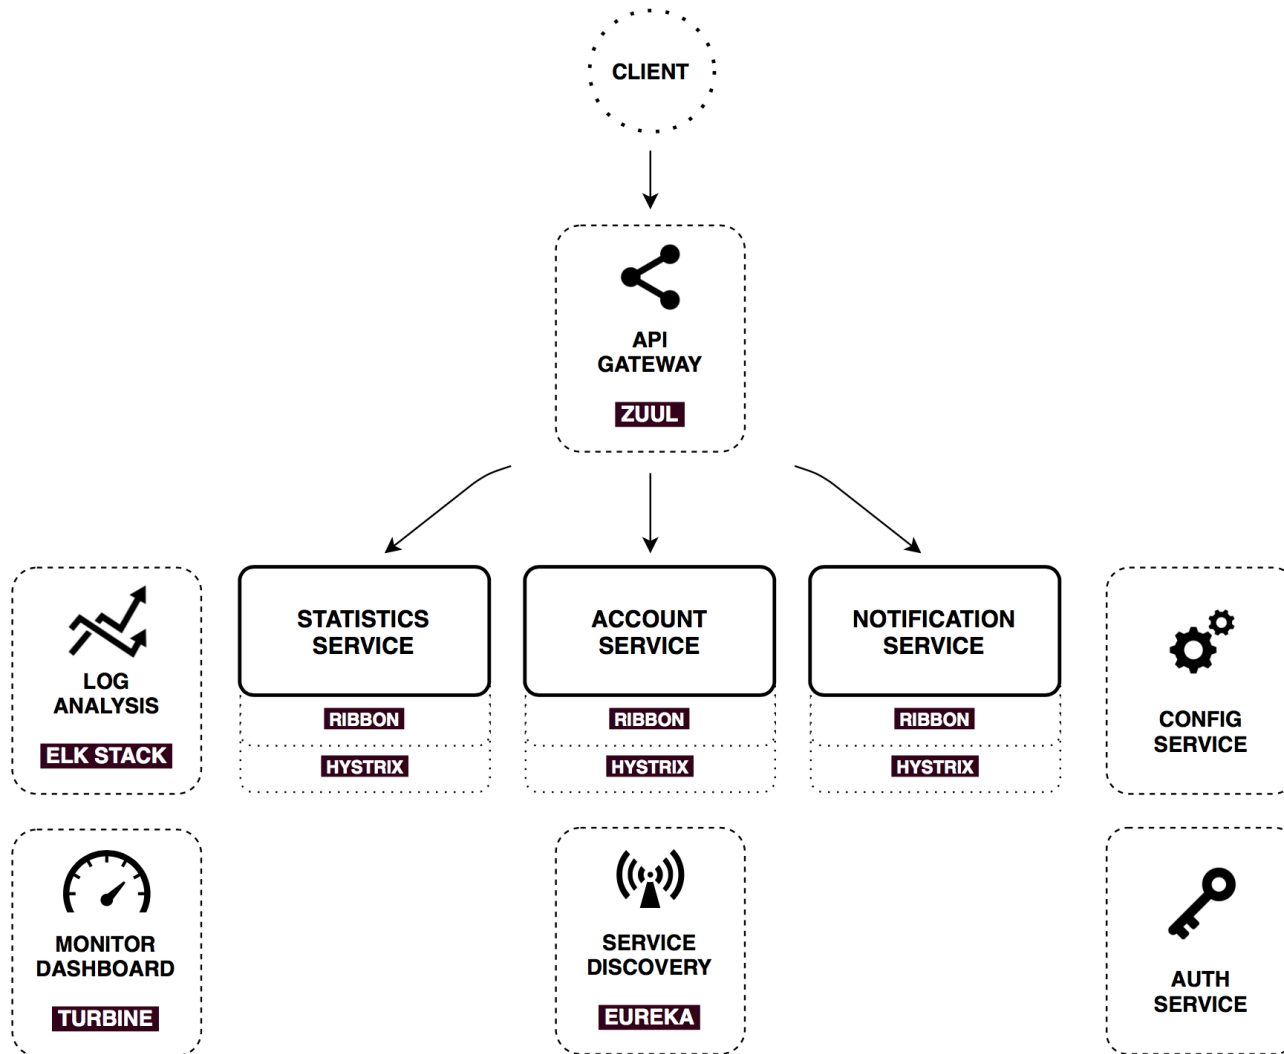 CLIENT
API
GATEWAY
ZUUL
LOG
ANALYSIS
ELK STACK
STATISTICS
SERVICE
RIBBON
HYSTRIX
ACCOUNT
SERVICE
RIBBON
HYSTRIX
NOTIFICATION
SERVICE
RIBBON
HYSTRIX
CONFIG
SERVICE
MONITOR
DASHBOARD
TURBINE
SERVICE
DISCOVERY
EUREKA
AUTH
SERVICE